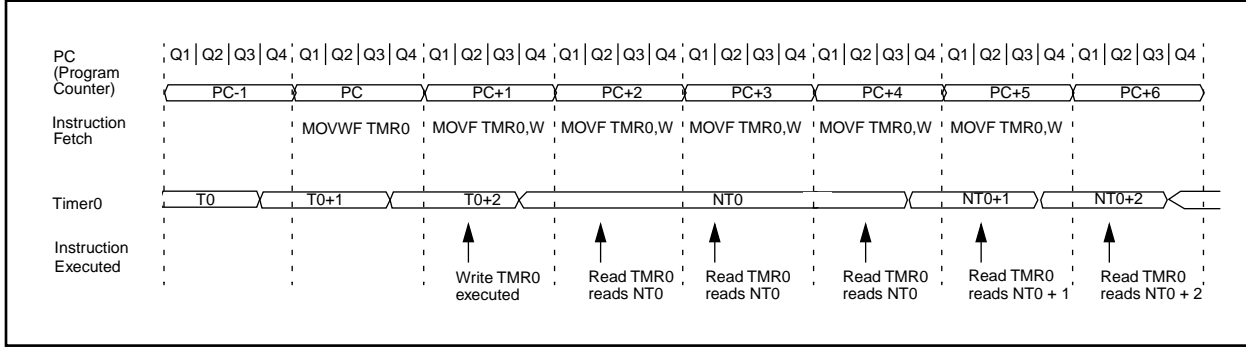 PC (Program Counter)
Q1 Q2 Q3 Q4 Q1 Q2 Q3 Q4 Q1 Q2 Q3 Q4 Q1 Q2 Q3 Q4 Q1 Q2 Q3 Q4 Q1 Q2 Q3 Q4 Q1 Q2 Q3 Q4 Q1 Q2 Q3 Q4
PC-1 PC PC+1 PC+2 PC+3 PC+4 PC+5 PC+6
Instruction Fetch
MOVWF TMR0 MOVF TMR0,W MOVF TMR0,W MOVF TMR0,W MOVF TMR0,W MOVF TMR0,W
Timer0
T0 T0+1 T0+2 NT0 NT0+1 NT0+2
Instruction Executed
Write TMR0 executed
Read TMR0 reads NT0
Read TMR0 reads NT0
Read TMR0 reads NT0
Read TMR0 reads NT0 + 1
Read TMR0 reads NT0 + 2